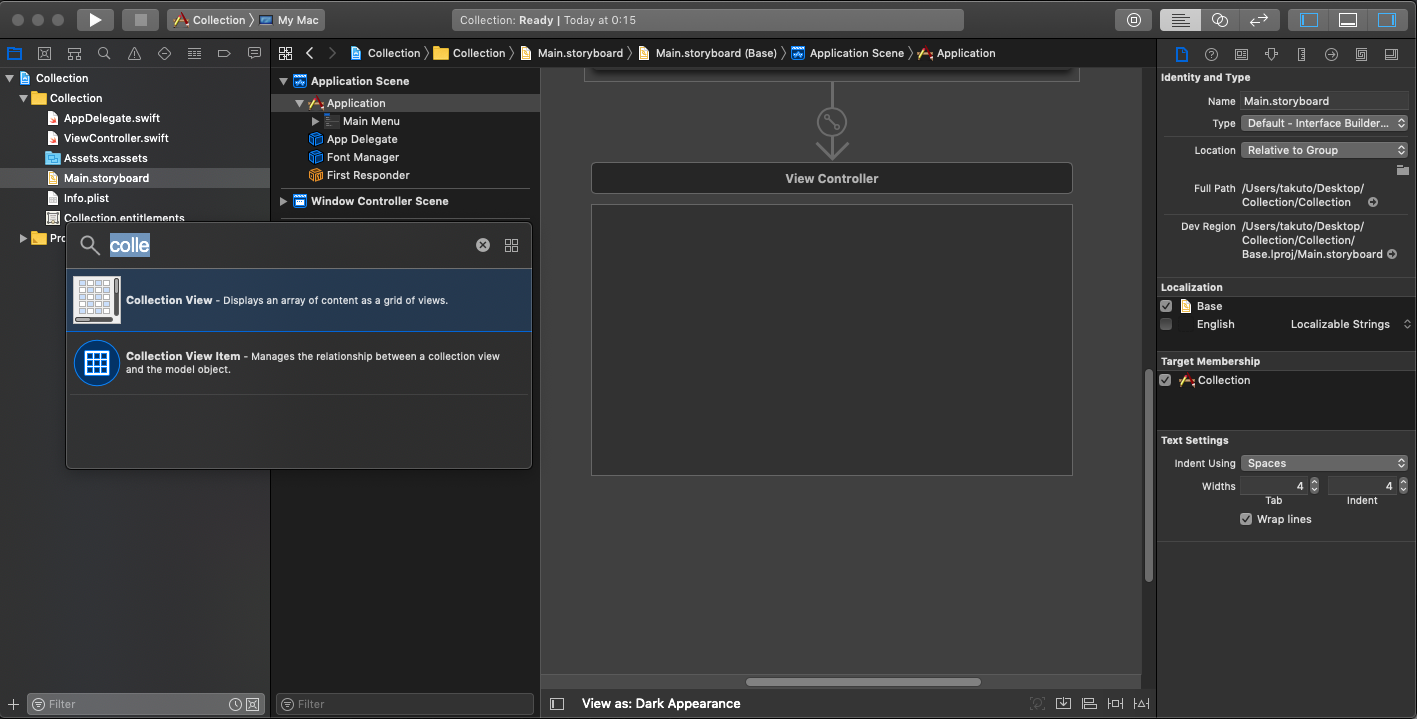 Collection My Mac
Collection: Ready | Today at 0:15
Collection Collection Main.storyboard Main.storyboard (Base) Application Scene Application
Collection
Collection
AppDelegate.swift
ViewController.swift
Assets.xcassets
Main.storyboard
Info.plist
Collection.entitlements
Pro
Filter
Application Scene
Application
Main Menu
App Delegate
Font Manager
First Responder
Window Controller Scene
Filter
colle
Collection View - Displays an array of content as a grid of views.
Collection View Item - Manages the relationship between a collection view
and the model object.
View Controller
View as: Dark Appearance
Identity and Type
Name Main.storyboard
Type Default - Interface Builder...
Location Relative to Group
Full Path /Users/takuto/Desktop/
Collection/Collection
Dev Region /Users/takuto/Desktop/
Collection/Collection/
Base.lproj/Main.storyboard
Localization
Base
English Localizable Strings
Target Membership
Collection
Text Settings
Indent Using Spaces
Widths 4 4
Tab Indent
Wrap lines